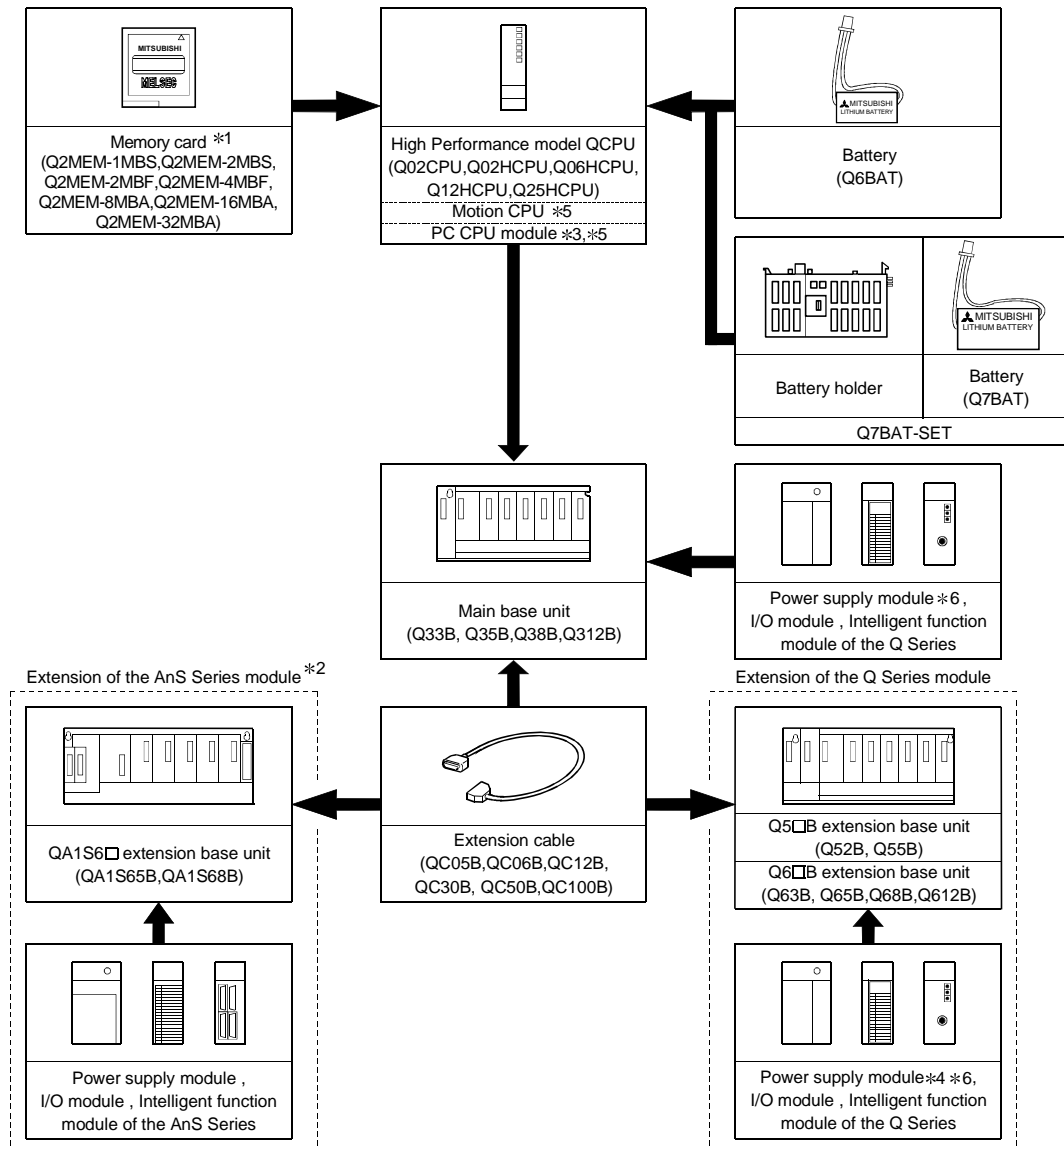 MITSUBISHI
MELSEC
Memory card *1
(Q2MEM-1MBS,Q2MEM-2MBS,
Q2MEM-2MBF,Q2MEM-4MBF,
Q2MEM-8MBA,Q2MEM-16MBA,
Q2MEM-32MBA)
High Performance model QCPU
(Q02CPU,Q02HCPU,Q06HCPU,
Q12HCPU,Q25HCPU)
Motion CPU *5
PC CPU module *3,*5
MITSUBISHI
LITHIUM BATTERY
Battery
(Q6BAT)
MITSUBISHI
LITHIUM BATTERY
Battery holder
Battery
(Q7BAT)
Q7BAT-SET
Main base unit
(Q33B, Q35B,Q38B,Q312B)
Power supply module*6 ,
I/O module , Intelligent function
module of the Q Series
Extension of the AnS Series module*2
QA1S6□ extension base unit
(QA1S65B,QA1S68B)
Power supply module ,
I/O module , Intelligent function
module of the AnS Series
Extension cable
(QC05B,QC06B,QC12B,
QC30B, QC50B,QC100B)
Extension of the Q Series module
Q5□B extension base unit
(Q52B, Q55B)
Q6□B extension base unit
(Q63B, Q65B,Q68B,Q612B)
Power supply module*4 *6,
I/O module , Intelligent function
module of the Q Series